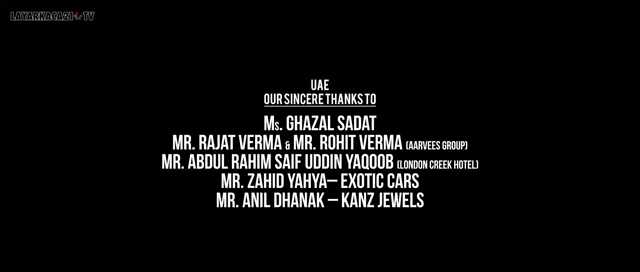 LAYARKACA21 TV
UAE
OUR SINCERE THANKS TO
Ms. GHAZAL SADAT
MR. RAJAT VERMA & MR. ROHIT VERMA (AARVEES GROUP)
MR. ABDUL RAHIM SAIF UDDIN YAQOOB (LONDON CREEK HOTEL)
MR. ZAHID YAHYA– EXOTIC CARS
MR. ANIL DHANAK – KANZ JEWELS